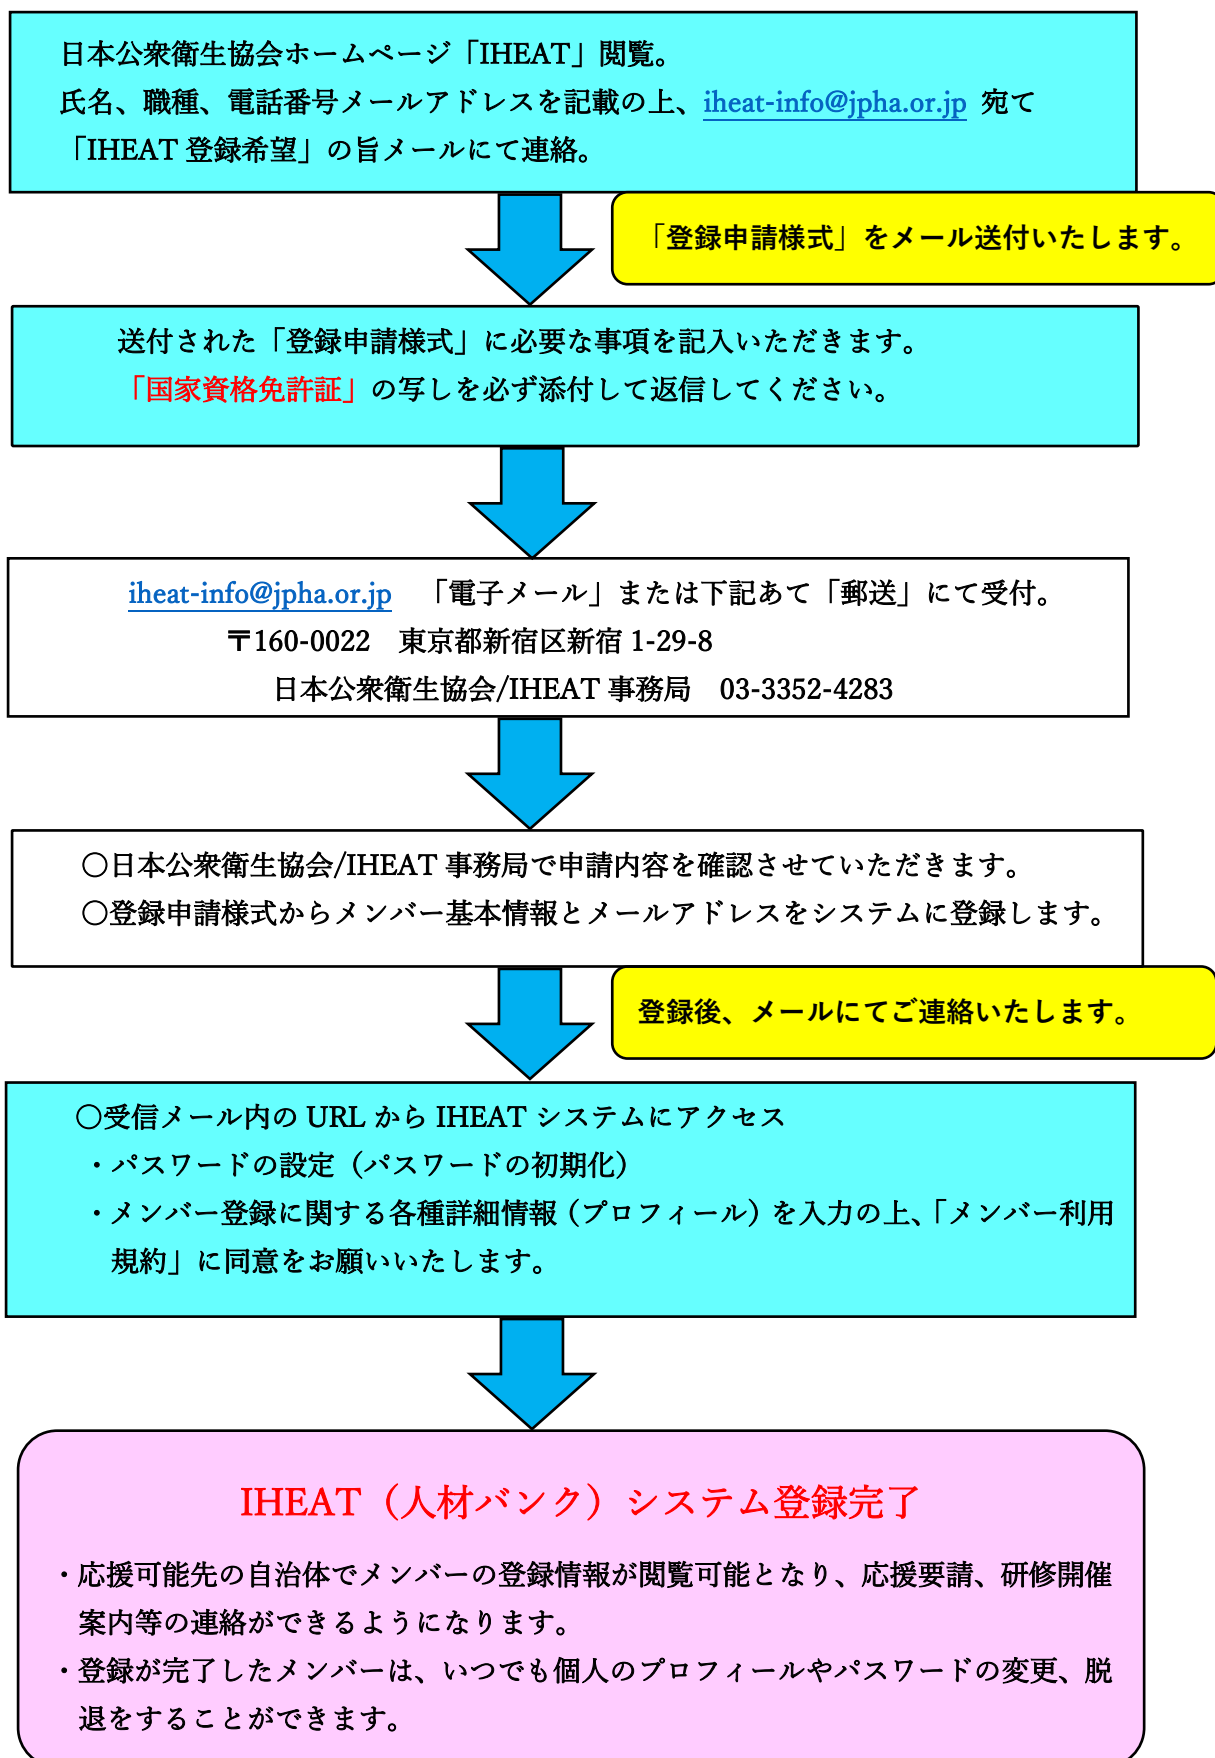 日本公衆衛生協会ホームページ「IHEAT」閲覧。
氏名、職種、電話番号メールアドレスを記載の上、iheat-info@jpha.or.jp 宛て
「IHEAT 登録希望」の旨メールにて連絡。
「登録申請様式」をメール送付いたします。
送付された「登録申請様式」に必要な事項を記入いただきます。
「国家資格免許証」の写しを必ず添付して返信してください。
iheat-info@jpha.or.jp 「電子メール」または下記あて「郵送」にて受付。
〒160-0022 東京都新宿区新宿 1-29-8
日本公衆衛生協会/IHEAT 事務局 03-3352-4283
○日本公衆衛生協会/IHEAT 事務局で申請内容を確認させていただきます。
○登録申請様式からメンバー基本情報とメールアドレスをシステムに登録します。
登録後、メールにてご連絡いたします。
○受信メール内の URL から IHEAT システムにアクセス
・パスワードの設定（パスワードの初期化）
・メンバー登録に関する各種詳細情報（プロフィール）を入力の上、「メンバー利用
規約」に同意をお願いいたします。
IHEAT（人材バンク）システム登録完了
・応援可能先の自治体でメンバーの登録情報が閲覧可能となり、応援要請、研修開催
案内等の連絡ができるようになります。
・登録が完了したメンバーは、いつでも個人のプロフィールやパスワードの変更、脱
退をすることができます。